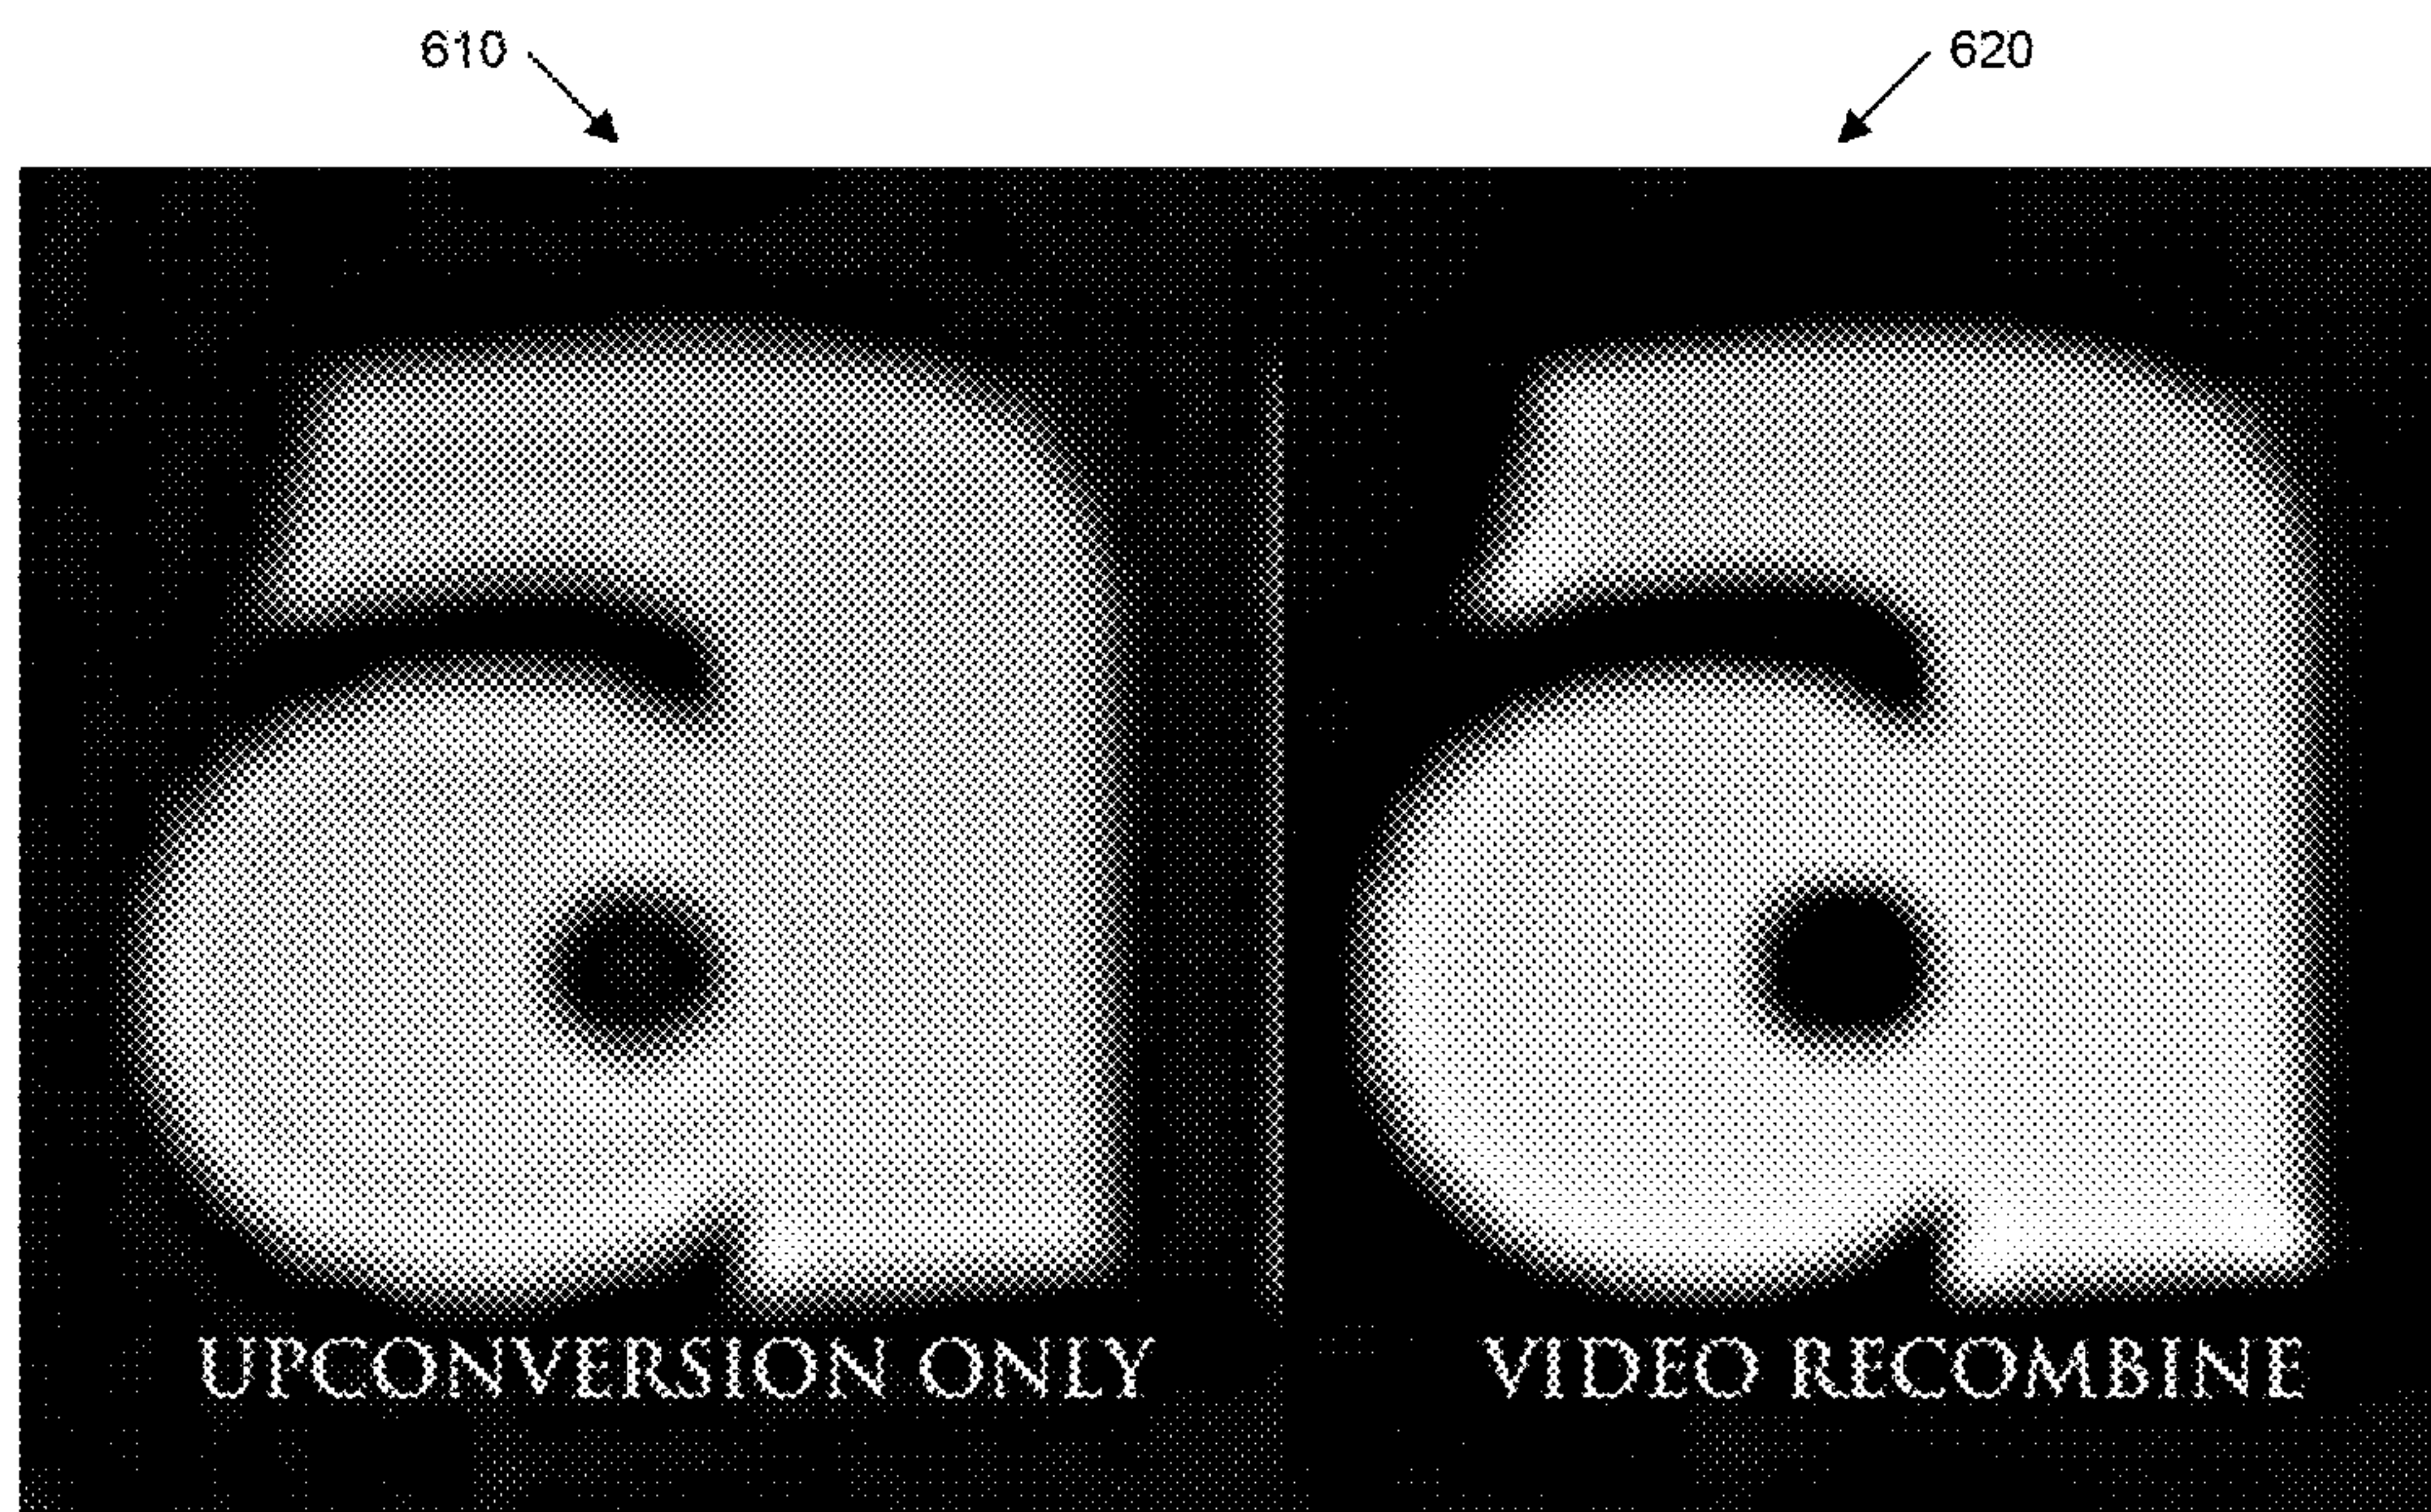 610
620
a
a
UPCONVERSION ONLY
VIDEO RECOMBINE